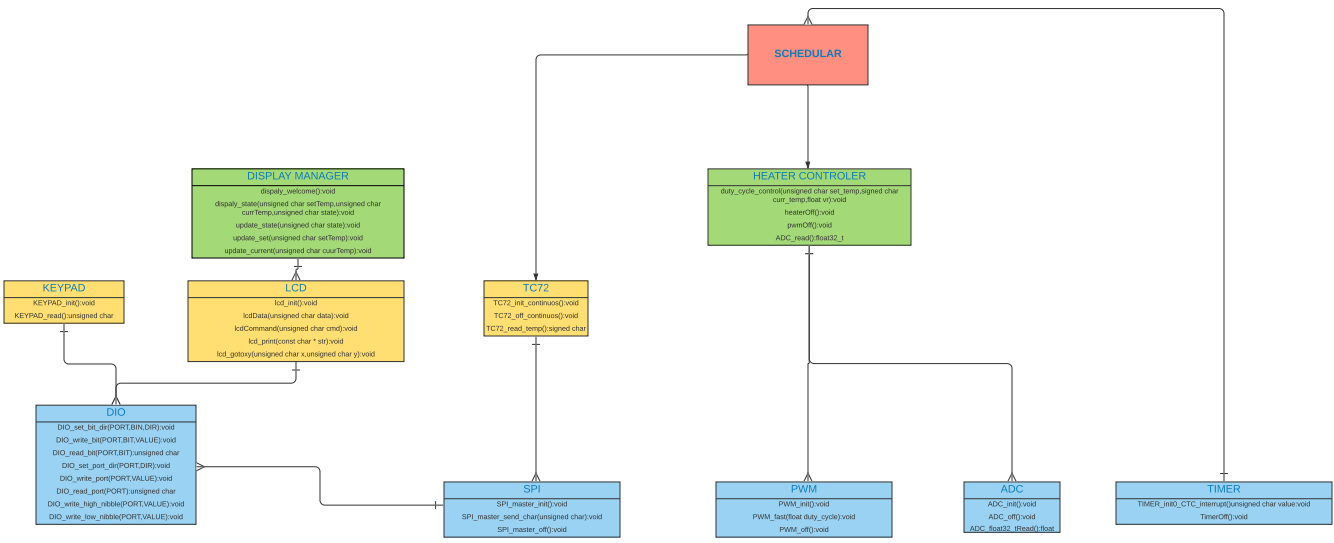 SCHEDULAR
DISPLAY MANAGER
dispaly_welcome():void
dispaly_state(unsigned char setTemp,unsigned char
currTemp,unsigned char state):void
update_state(unsigned char state):void
update_set(unsigned char setTemp):void
update_current(unsigned char cuurTemp):void
HEATER CONTROLER
duty_cycle_control(unsigned char set_temp,signed char
curr_temp,float vr):void
heaterOff():void
pwmOff():void
ADC_read():float32_t
KEYPAD
KEYPAD_init():void
KEYPAD_read():unsigned char
LCD
lcd_init():void
lcdData(unsigned char data):void
lcdCommand(unsigned char cmd):void
lcd_print(const char * str):void
lcd_gotoxy(unsigned char x,unsigned char y):void
TC72
TC72_init_continuos():void
TC72_off_continuos():void
TC72_read_temp():signed char
DIO
DIO_set_bit_dir(PORT,BIN,DIR):void
DIO_write_bit(PORT,BIT,VALUE):void
DIO_read_bit(PORT,BIT):unsigned char
DIO_set_port_dir(PORT,DIR):void
DIO_write_port(PORT,VALUE):void
DIO_read_port(PORT):unsigned char
DIO_write_high_nibble(PORT,VALUE):void
DIO_write_low_nibble(PORT,VALUE):void
SPI
SPI_master_init():void
SPI_master_send_char(unsigned char):void
SPI_master_off():void
PWM
PWM_init():void
PWM_fast(float duty_cycle):void
PWM_off():void
ADC
ADC_init():void
ADC_off():void
ADC_float32_tRead():float
TIMER
TIMER_init0_CTC_interrupt(unsigned char value:void
TimerOff():void